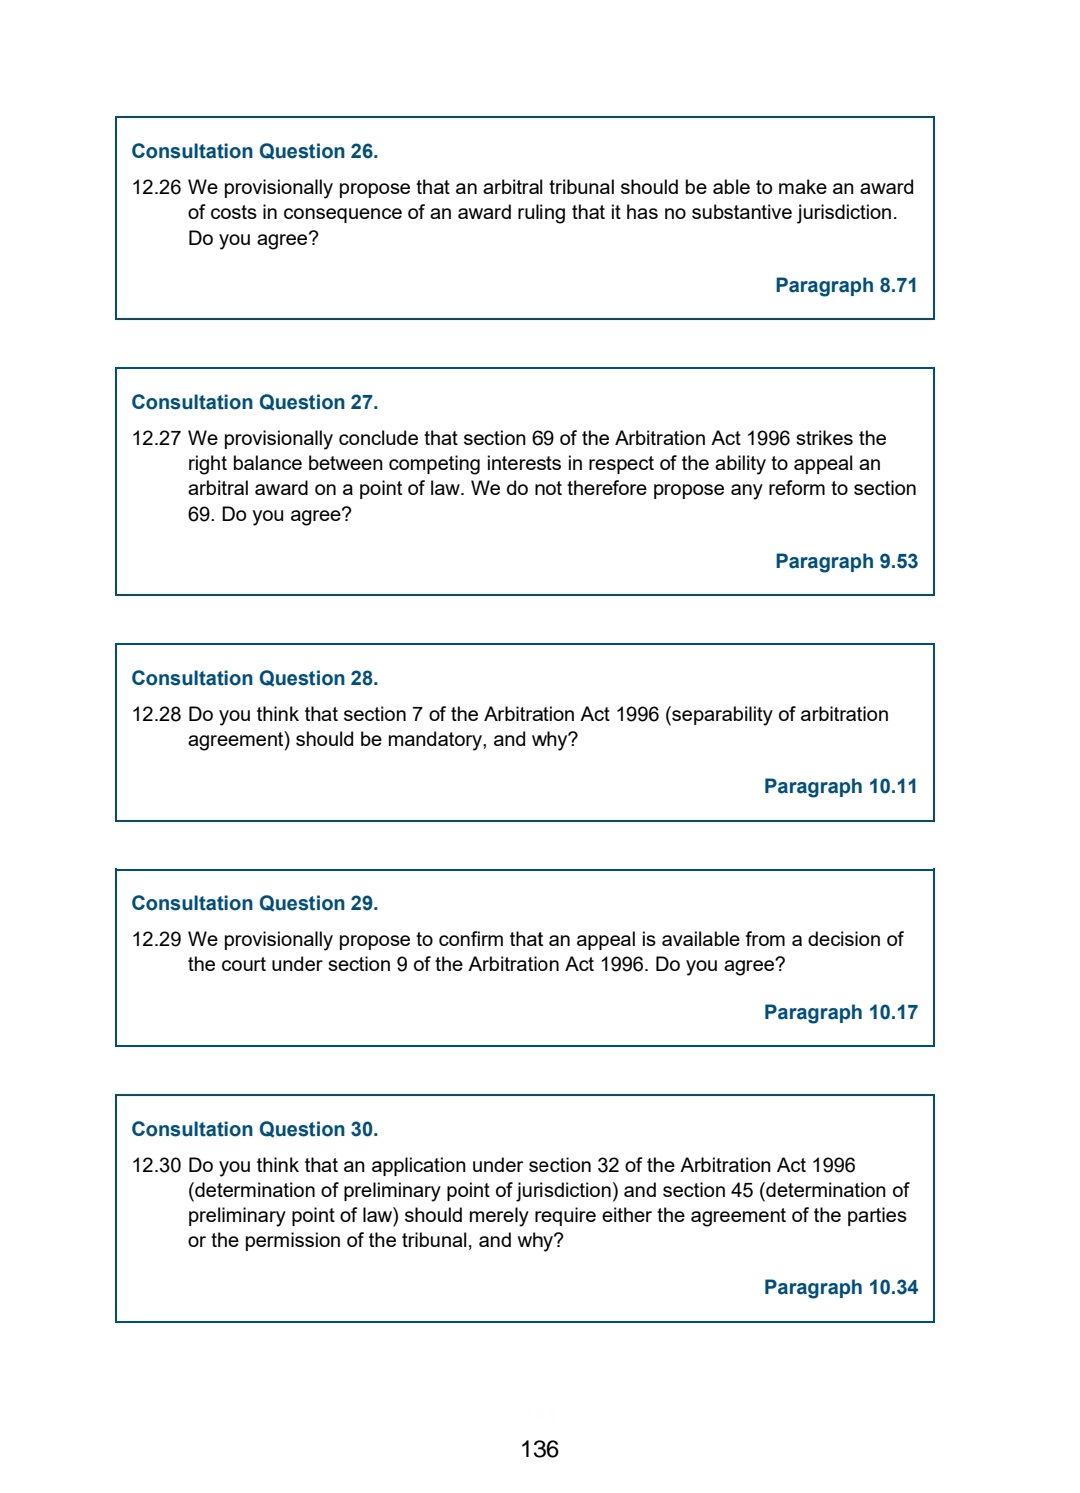 Consultation Question 26.
12.26 We provisionally propose that an arbitral tribunal should be able to make an award
of costs in consequence of an award ruling that it has no substantive jurisdiction.
Do you agree?
Paragraph 8.71
Consultation Question 27.
12.27 We provisionally conclude that section 69 of the Arbitration Act 1996 strikes the
right balance between competing interests in respect of the ability to appeal an
arbitral award on a point of law. We do not therefore propose any reform to section
69. Do you agree?
Paragraph 9.53
Consultation Question 28.
12.28 Do you think that section 7 of the Arbitration Act 1996 (separability of arbitration
agreement) should be mandatory, and why?
Paragraph 10.11
Consultation Question 29.
12.29 We provisionally propose to confirm that an appeal is available from a decision of
the court under section 9 of the Arbitration Act 1996. Do you agree?
Paragraph 10.17
Consultation Question 30.
12.30 Do you think that an application under section 32 of the Arbitration Act 1996
(determination of preliminary point of jurisdiction) and section 45 (determination of
preliminary point of law) should merely require either the agreement of the parties
or the permission of the tribunal, and why?
Paragraph 10.34
136